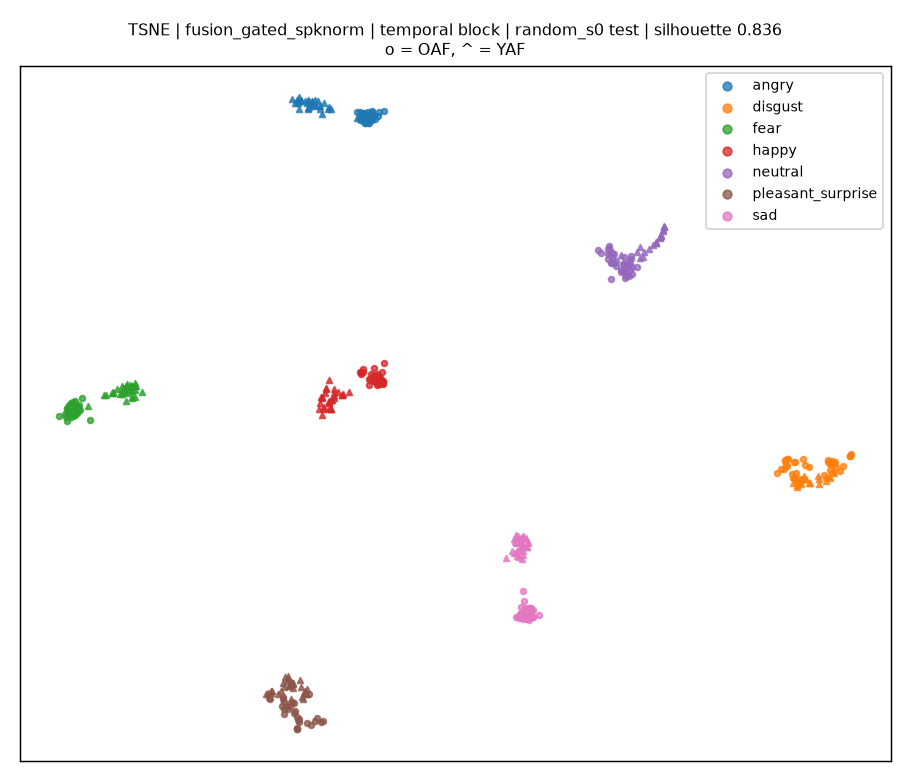 TSNE | fusion_gated_spknorm | temporal block | random_s0 test | silhouette 0.836
o = OAF, ^ = YAF
angry
disgust
fear
happy
neutral
pleasant_surprise
sad